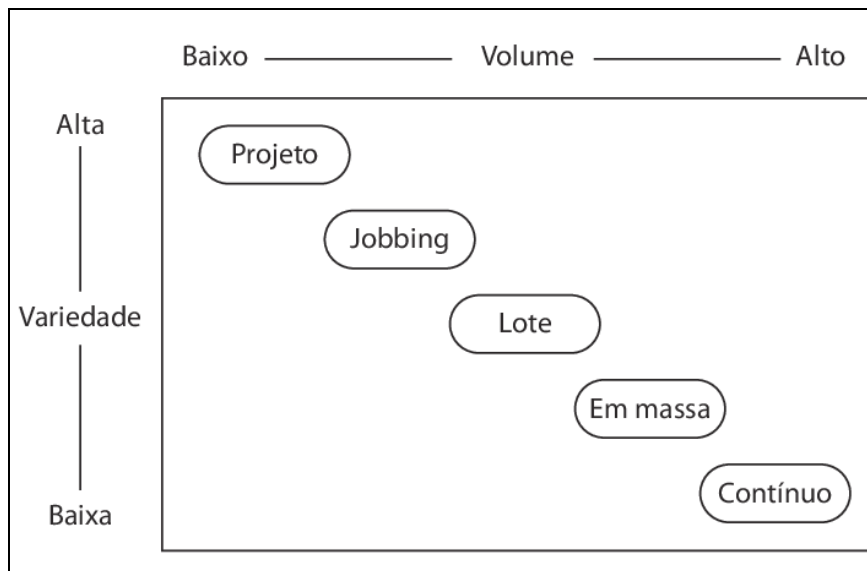 Baixo Volume Alto
Alta
Projeto
Jobbing
Variedade
Lote
Em massa
Contínuo
Baixa